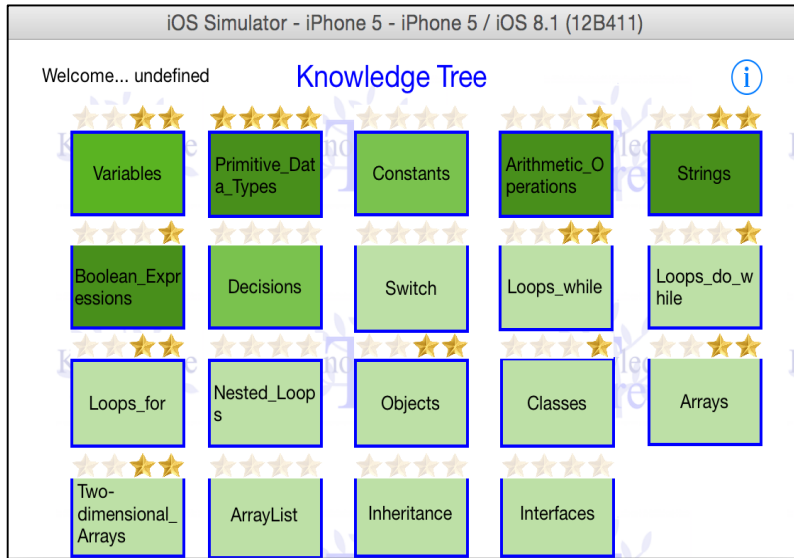 iOS Simulator - iPhone 5 - iPhone 5 / iOS 8.1 (12B411)
Welcome... undefined
Knowledge Tree
i
Variables
Primitive_Dat
a_Types
Constants
Arithmetic_O
perations
Strings
Boolean_Expr
essions
Decisions
Switch
Loops_while
Loops_do_w
hile
Loops_for
Nested_Loop
s
Objects
Classes
Arrays
Two-
dimensional_
Arrays
ArrayList
Inheritance
Interfaces